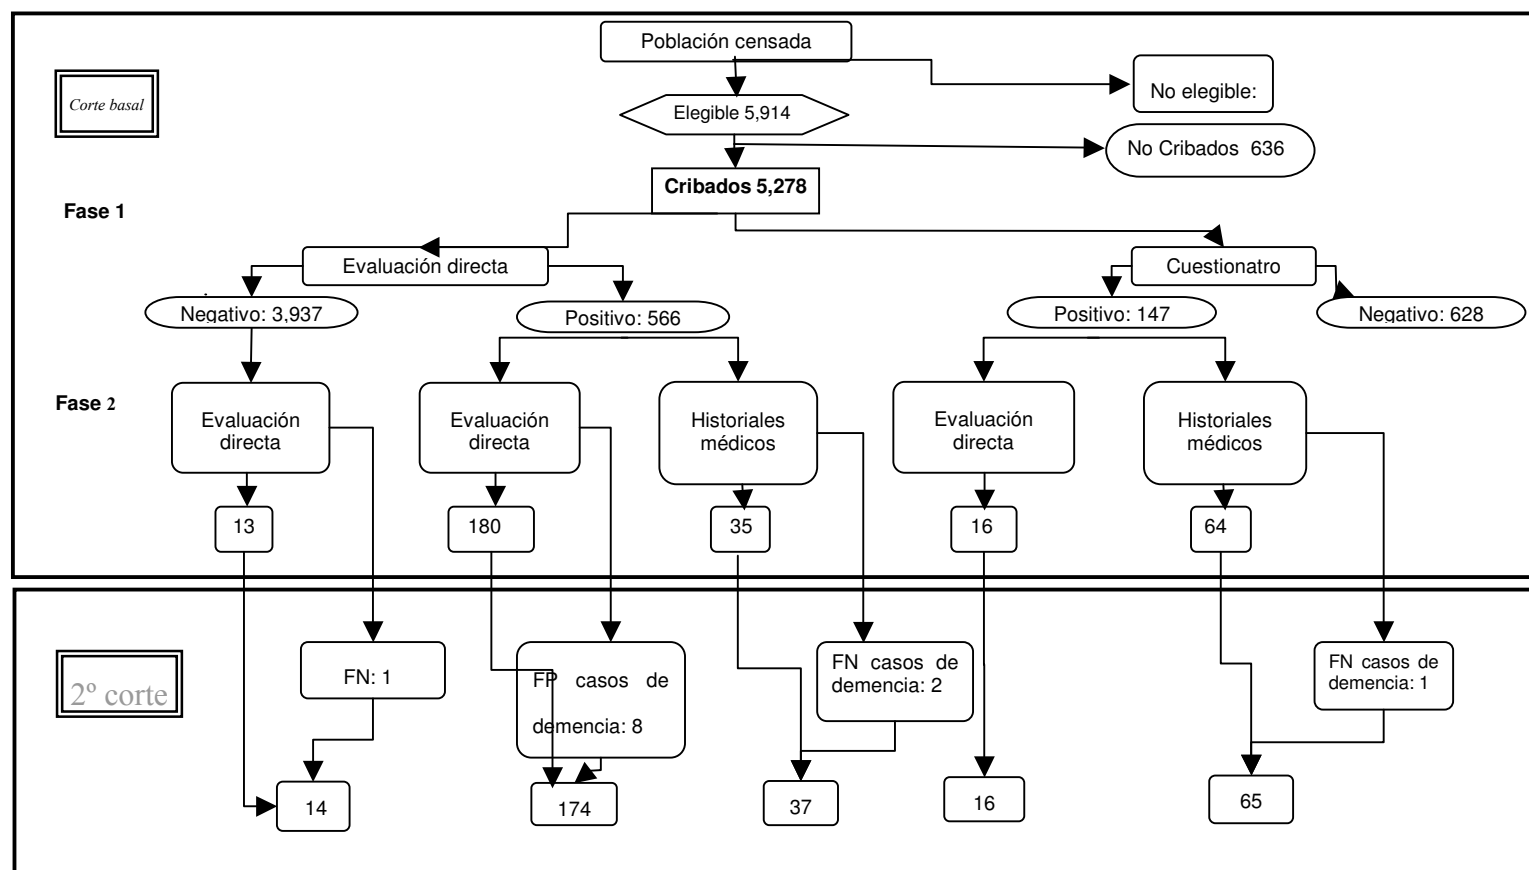 Población censada
No elegible:
Corte basal
Elegible 5,914
No Cribados 636
Cribados 5,278
Fase 1
Evaluación directa
Cuestionatro
Negativo: 3,937
Positivo: 566
Positivo: 147
Negativo: 628
Fase 2
Evaluación
directa
Evaluación
directa
Historiales
médicos
Evaluación
directa
Historiales
médicos
13
180
35
16
64
2º corte
FN: 1
FP casos de
demencia: 8
FN casos de
demencia: 2
FN casos de
demencia: 1
14
174
37
16
65